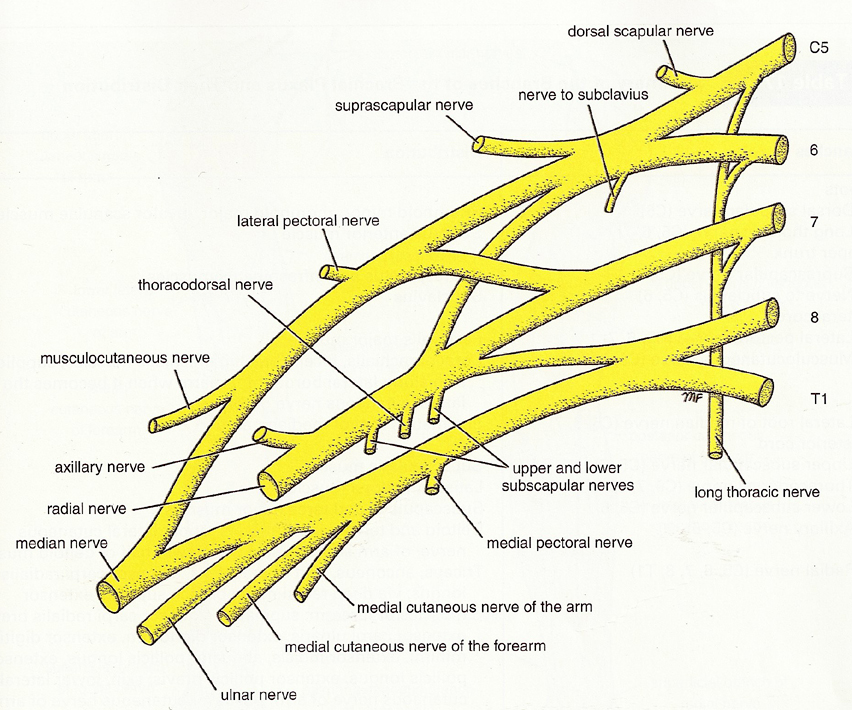 dorsal scapular nerve
C5
nerve to subclavius
suprascapular nerve
6
lateral pectoral nerve
7
thoracodorsal nerve
8
musculocutaneous nerve
MF
T1
axillary nerve
upper and lower
subscapular nerves
long thoracic nerve
radial nerve
median nerve
medial pectoral nerve
medial cutaneous nerve of the arm
medial cutaneous nerve of the forearm
ulnar nerve